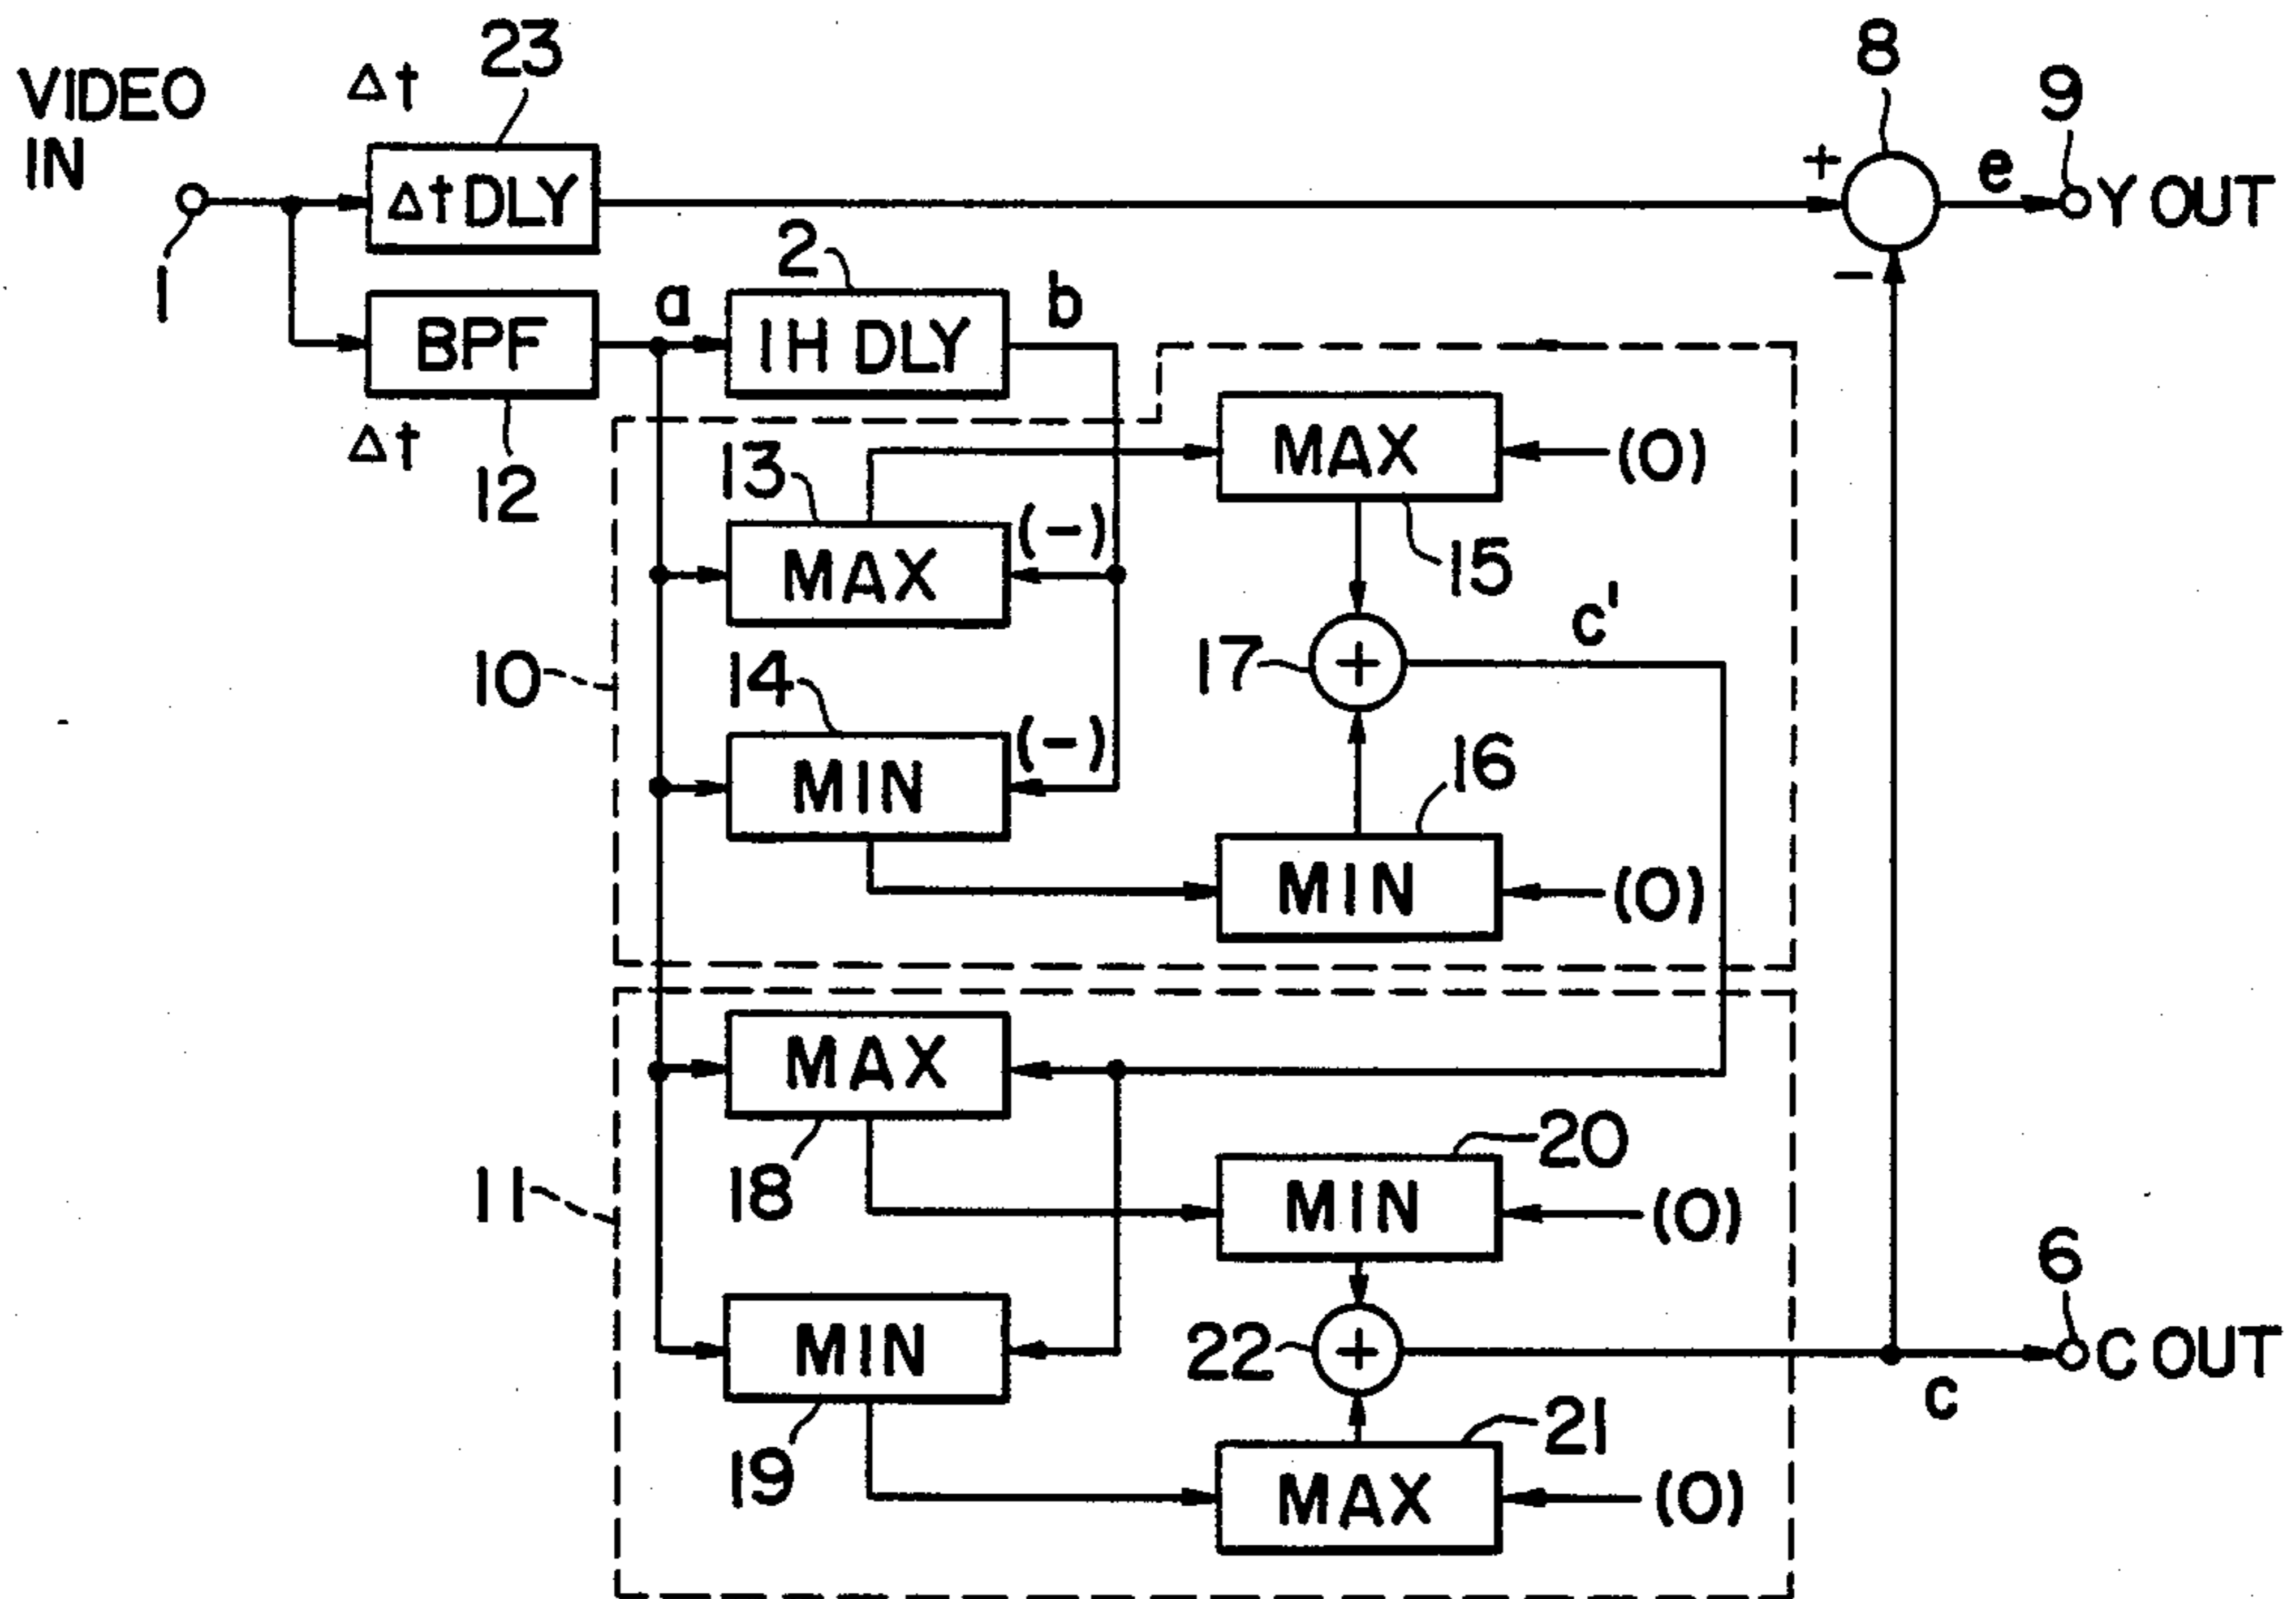 23
8
VIDEO
IN
Δt
9
ΔtDLY
+
e
Y OUT
1
2
−
a
b
BPF
1H DLY
Δt
12
13
MAX
(0)
(-)
15
MAX
c'
10
14
17
+
(-)
16
MIN
MIN
(0)
MAX
20
11
18
MIN
(0)
6
MIN
22
+
C OUT
c
19
21
MAX
(0)